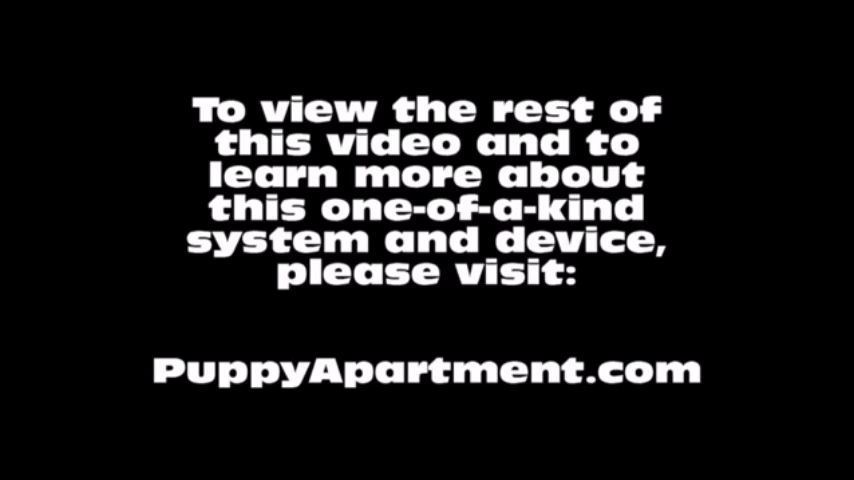 To view the rest of
this video and to
learn more about
this one-of-a-kind
system and device,
please visit:
PuppyApartment.com